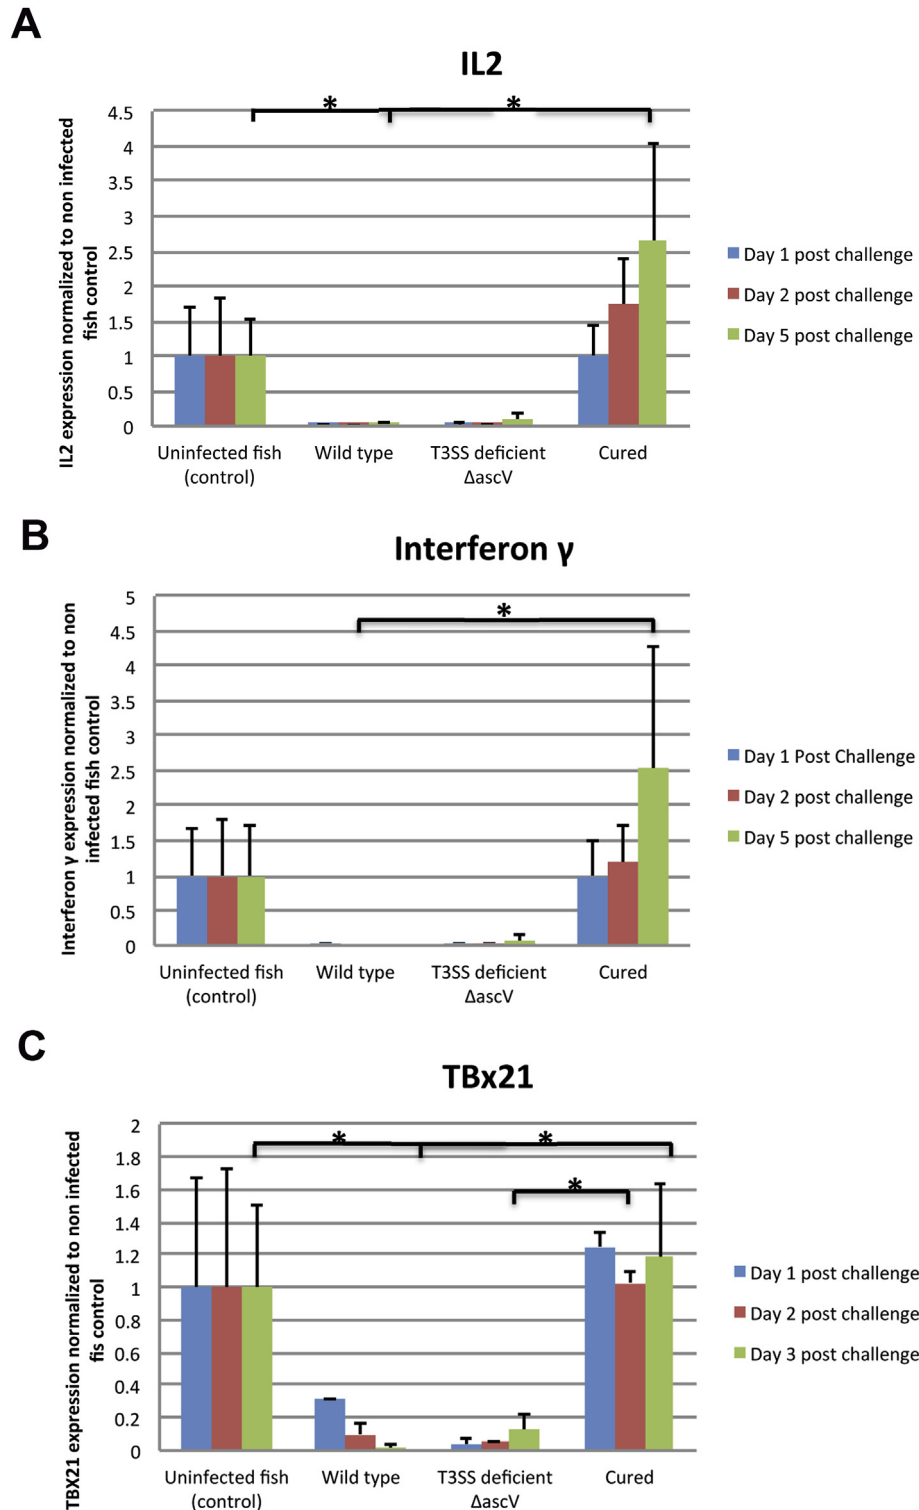 A
IL2
IL2 expression normalized to non infected
fish control
4.5
4
3.5
3
2.5
2
1.5
1
0.5
0
*
*
Uninfected fish
(control)
Wild type
T3SS deficient
ΔascV
Cured
Day 1 post challenge
Day 2 post challenge
Day 5 post challenge
B
Interferon γ
Interferon γ expression normalized to non
infected fish control
5
4.5
4
3.5
3
2.5
2
1.5
1
0.5
0
*
Uninfected fish
(control)
Wild type
T3SS deficient
ΔascV
Cured
Day 1 Post Challenge
Day 2 post challenge
Day 5 post challenge
C
TBx21
TBX21 expression normalized to non infected
fis control
2
1.8
1.6
1.4
1.2
1
0.8
0.6
0.4
0.2
0
*
*
*
Uninfected fish
(control)
Wild type
T3SS deficient
ΔascV
Cured
Day 1 post challenge
Day 2 post challenge
Day 3 post challenge